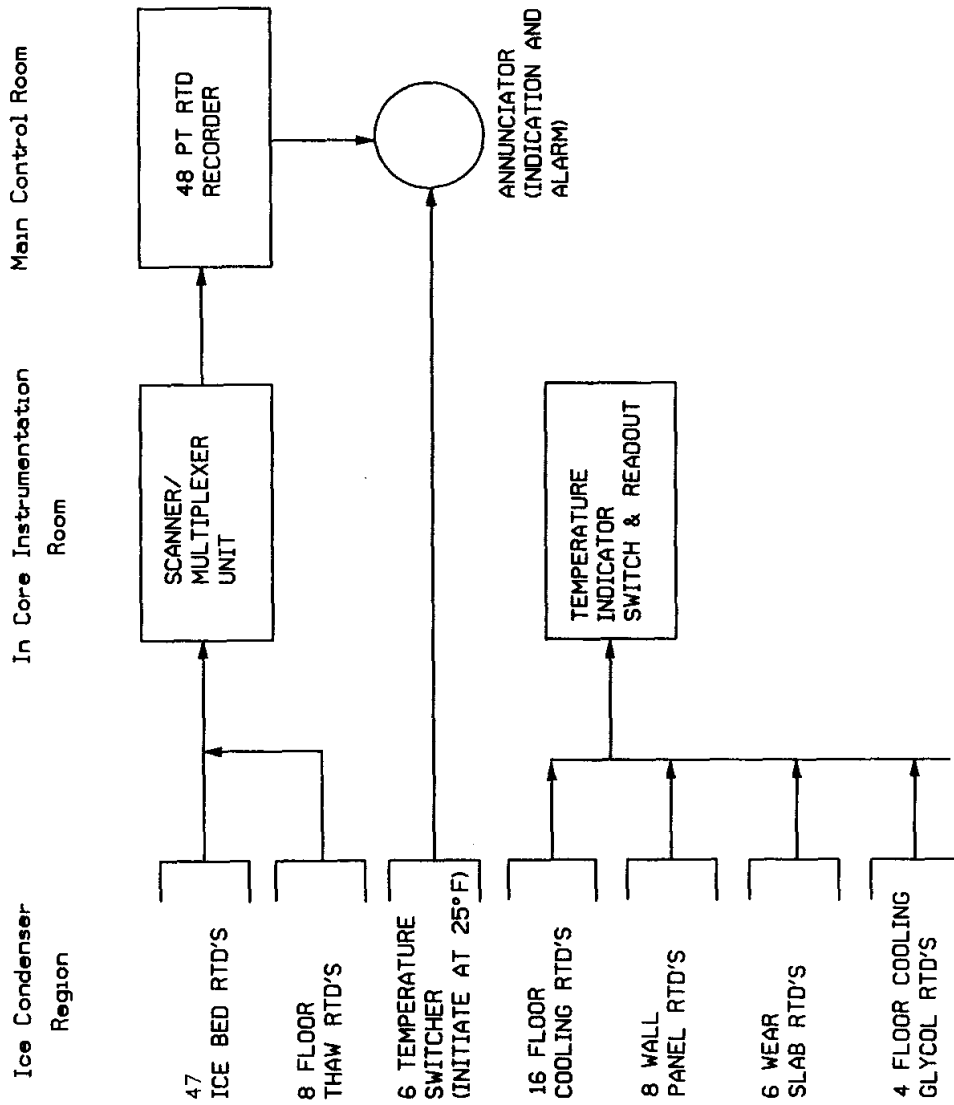 Ice Condenser
Region
In Core Instrumentation
Room
Main Control Room
47
ICE BED RTD'S
8 FLOOR
THAW RTD'S
6 TEMPERATURE
SWITCHER
(INITIATE AT 25°F)
16 FLOOR
COOLING RTD'S
8 WALL
PANEL RTD'S
6 WEAR
SLAB RTD'S
4 FLOOR COOLING
GLYCOL RTD'S
SCANNER/
MULTIPLEXER
UNIT
TEMPERATURE
INDICATOR
SWITCH & READOUT
48 PT RTD
RECORDER
ANNUNCIATOR
(INDICATION AND
ALARM)